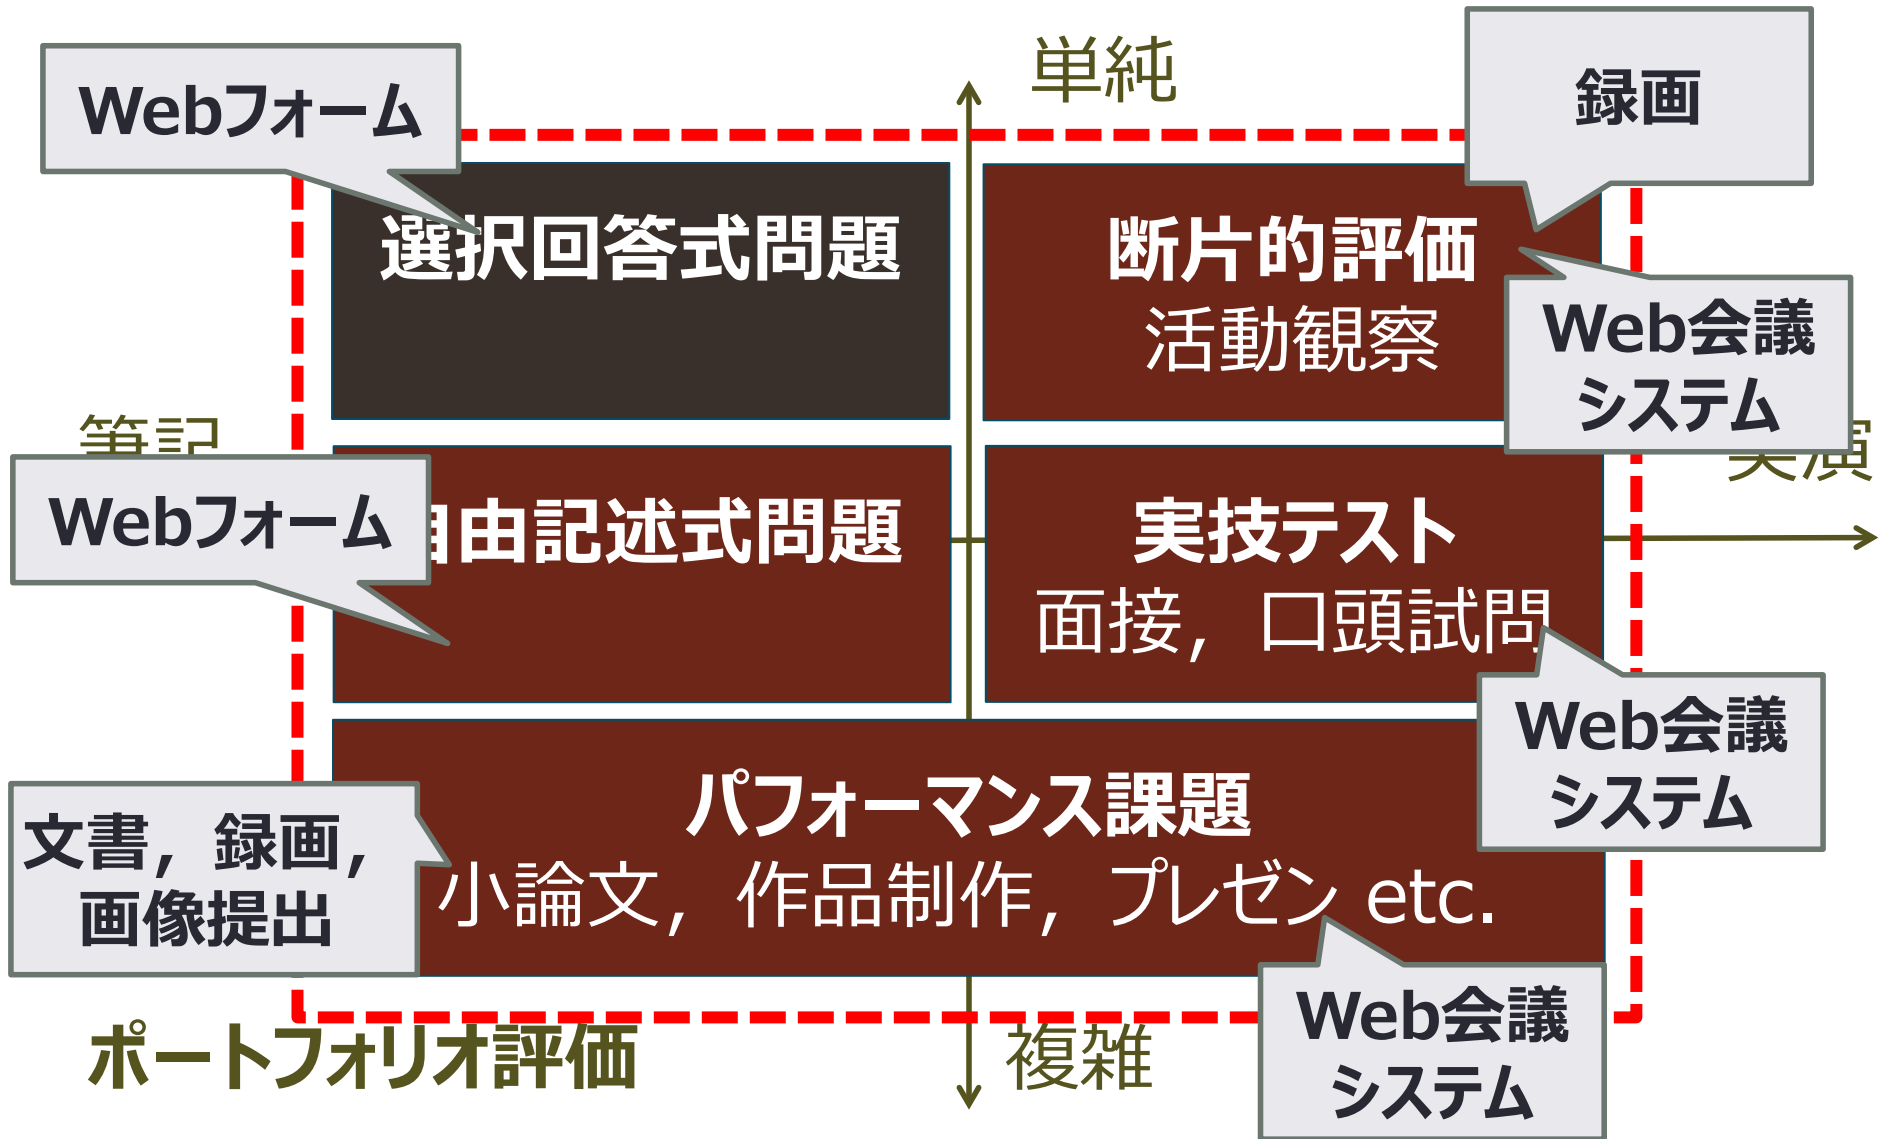 単純
録画
Webフォーム
選択回答式問題
断片的評価
活動観察
Web会議
システム
筆記
実演
Webフォーム
自由記述式問題
実技テスト
面接，口頭試問
Web会議
システム
パフォーマンス課題
小論文，作品制作，プレゼン etc.
文書，録画，
画像提出
Web会議
システム
ポートフォリオ評価
複雑